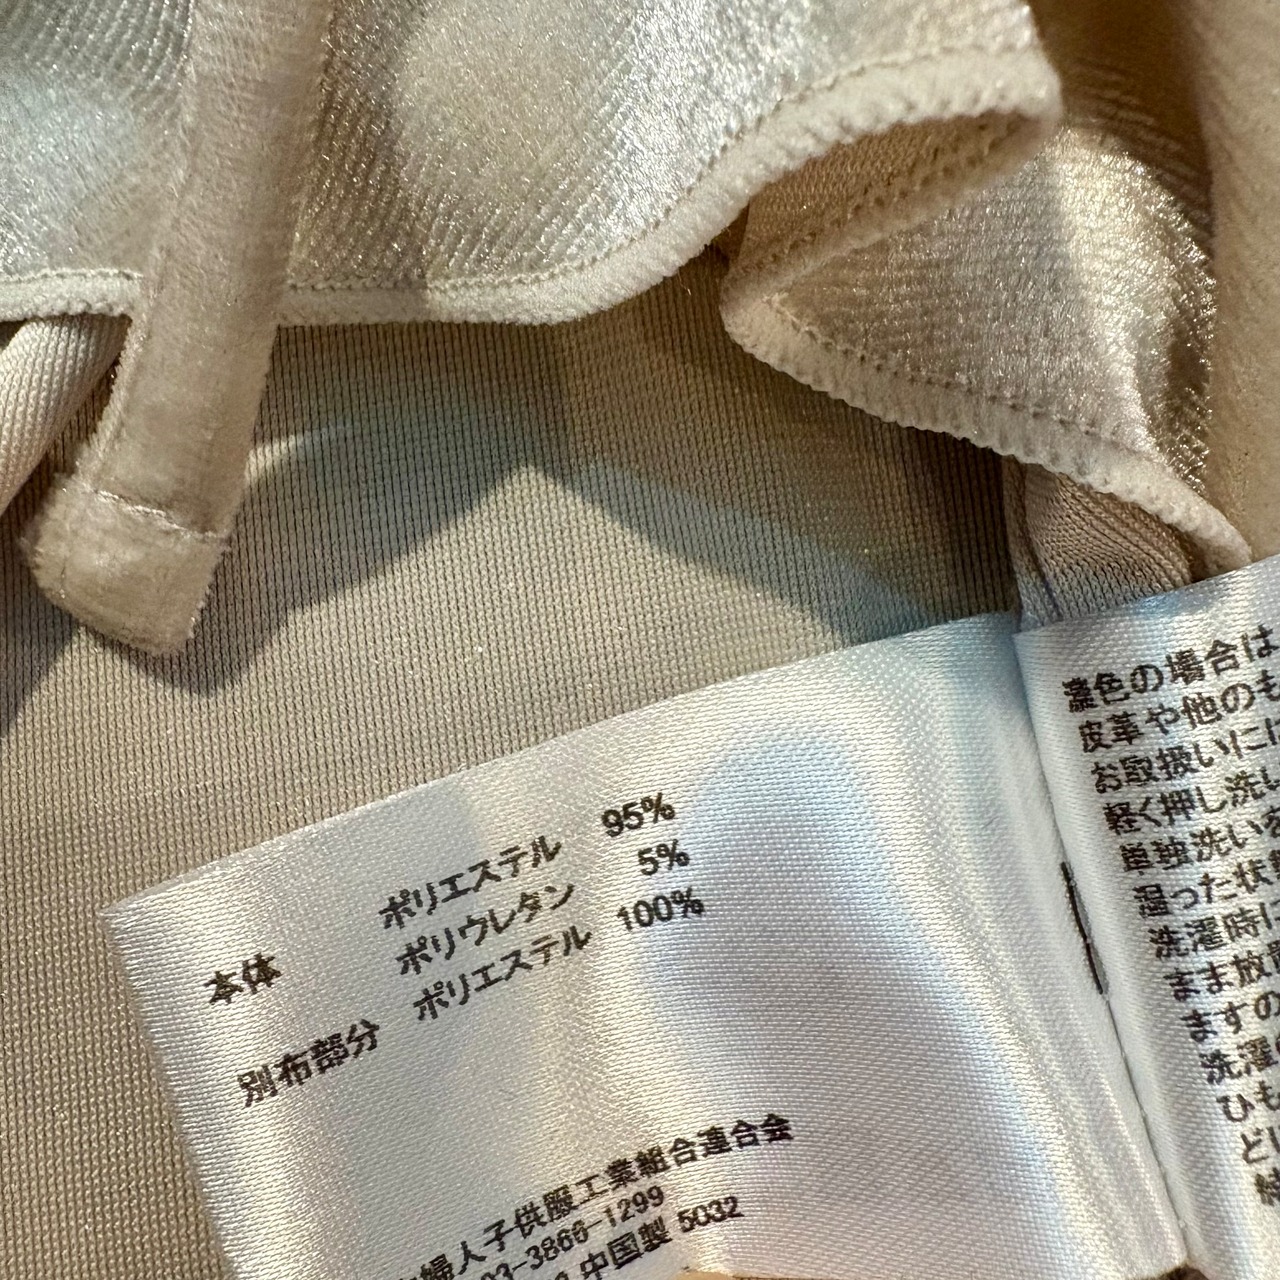 本体 ポリエステル 95%
ポリウレタン 5%
別布部分 ポリエステル 100%
婦人子供服工業組合連合会
03-3866-1299
中国製 5032
濃色の場合は
皮革や他のも
お取扱いには
軽く押し洗い
単独洗いを
湿った状態
洗濯時に
まま放置
ますの
洗濯
ひも